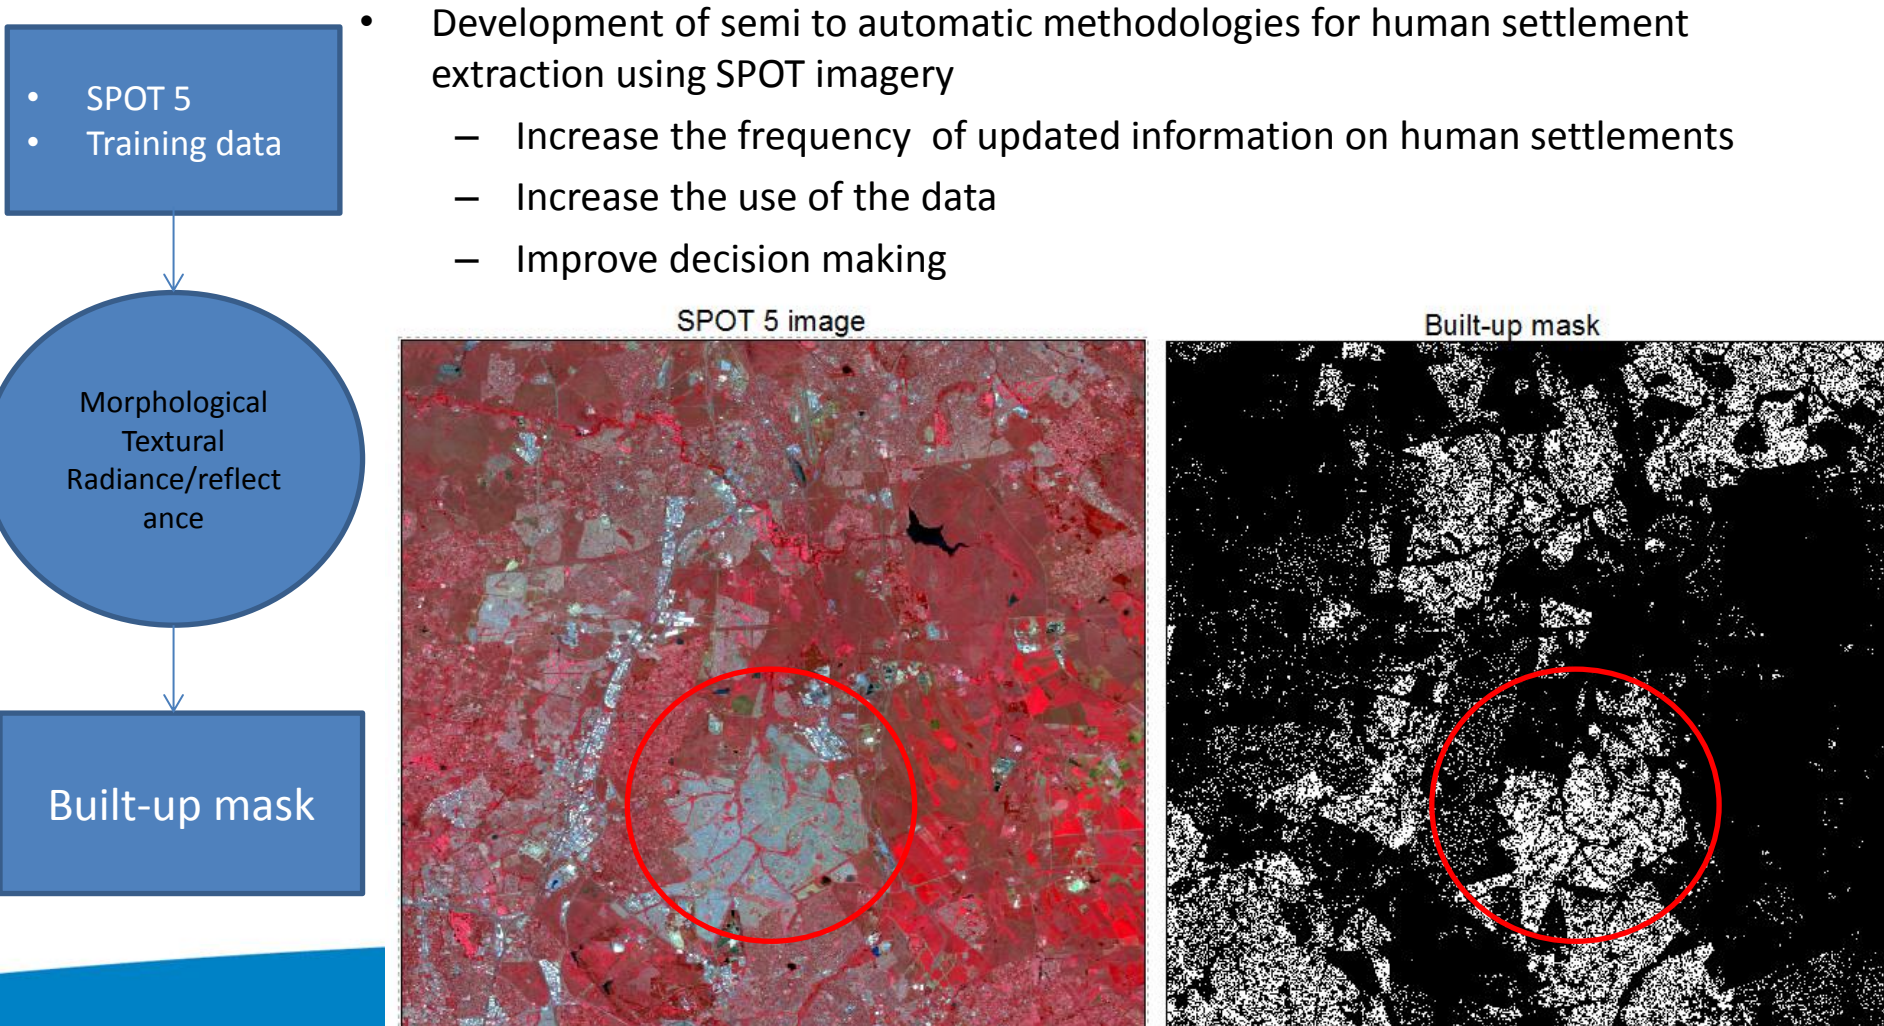 • SPOT 5
• Training data
Morphological
Textural
Radiance/reflect
ance
Built-up mask
• Development of semi to automatic methodologies for human settlement
extraction using SPOT imagery
– Increase the frequency  of updated information on human settlements
– Increase the use of the data
– Improve decision making
SPOT 5 image
Built-up mask